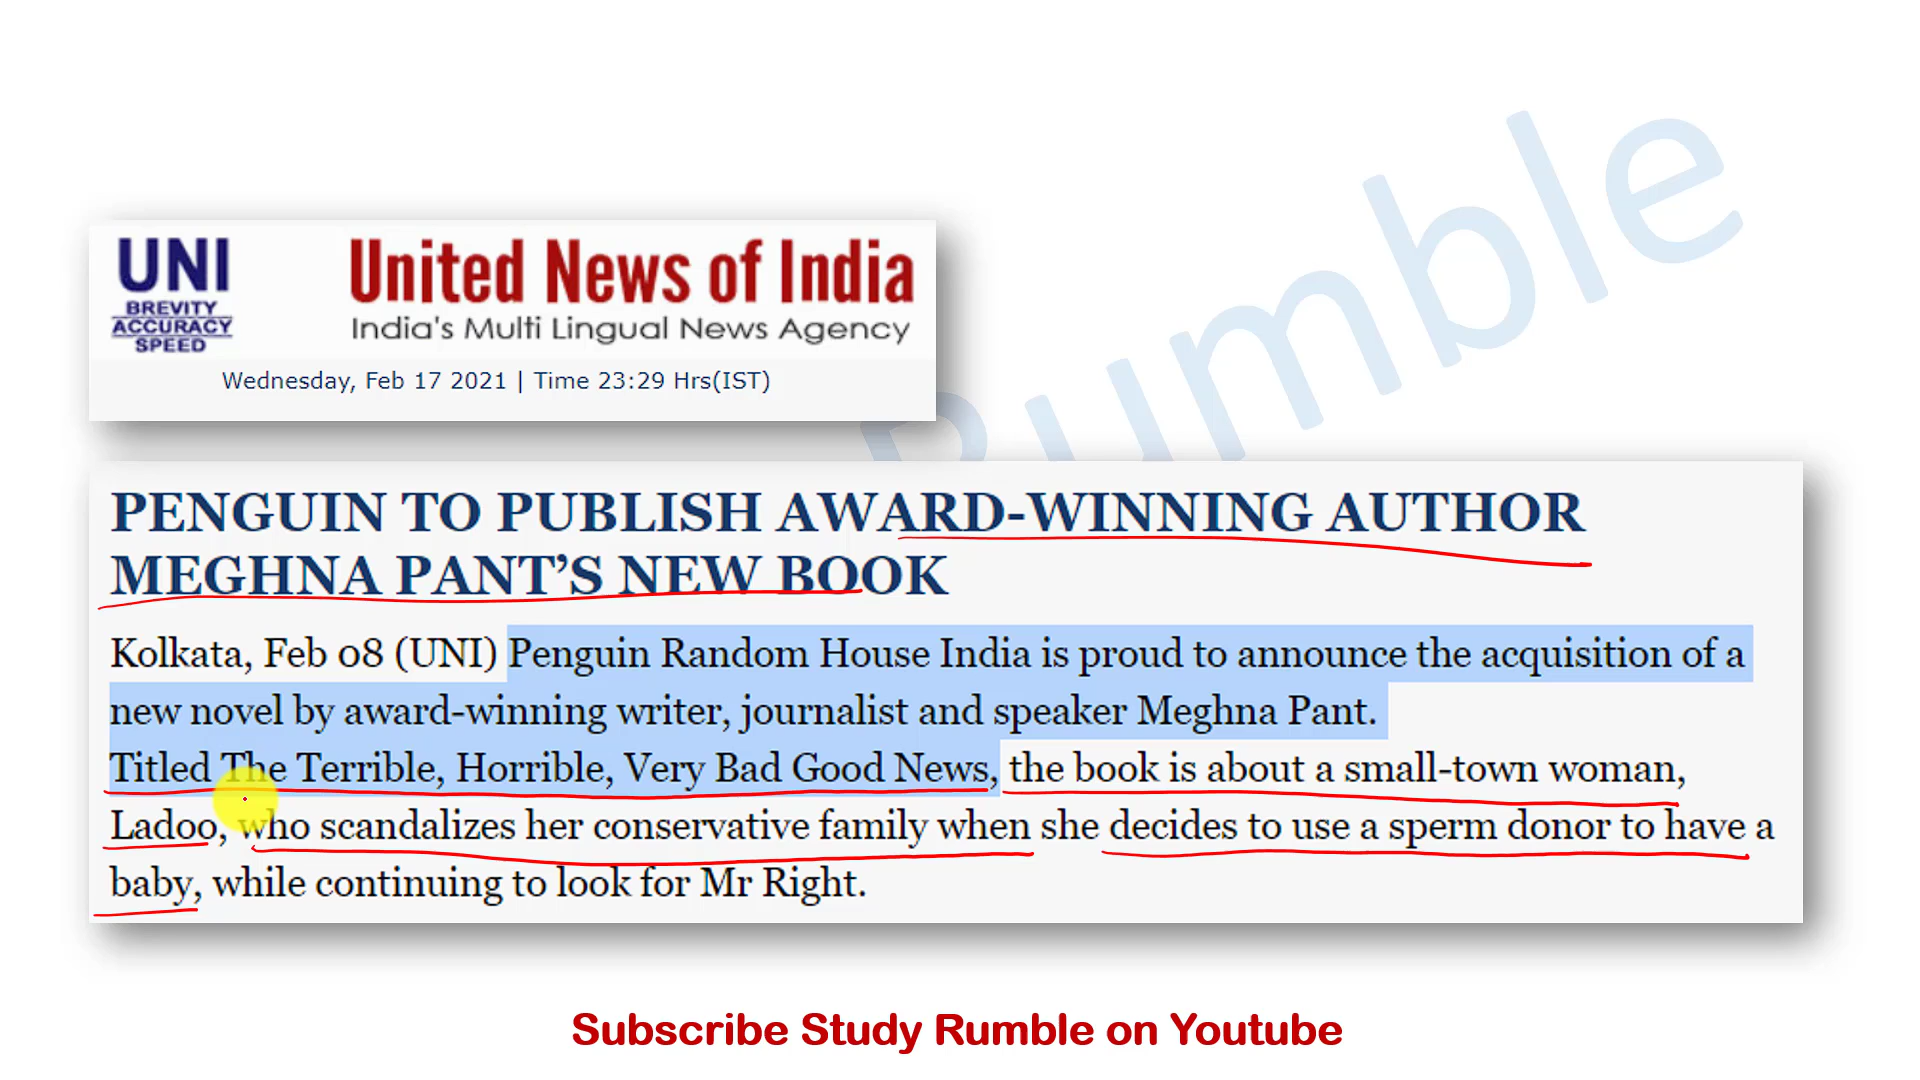 Rumble
UNI
BREVITY
ACCURACY
SPEED
United News of India
India's Multi Lingual News Agency
Wednesday, Feb 17 2021 | Time 23:29 Hrs(IST)
PENGUIN TO PUBLISH AWARD-WINNING AUTHOR
MEGHNA PANT’S NEW BOOK
Kolkata, Feb 08 (UNI) Penguin Random House India is proud to announce the acquisition of a
new novel by award-winning writer, journalist and speaker Meghna Pant.
Titled The Terrible, Horrible, Very Bad Good News, the book is about a small-town woman,
Ladoo, who scandalizes her conservative family when she decides to use a sperm donor to have a
baby, while continuing to look for Mr Right.
Subscribe Study Rumble on Youtube